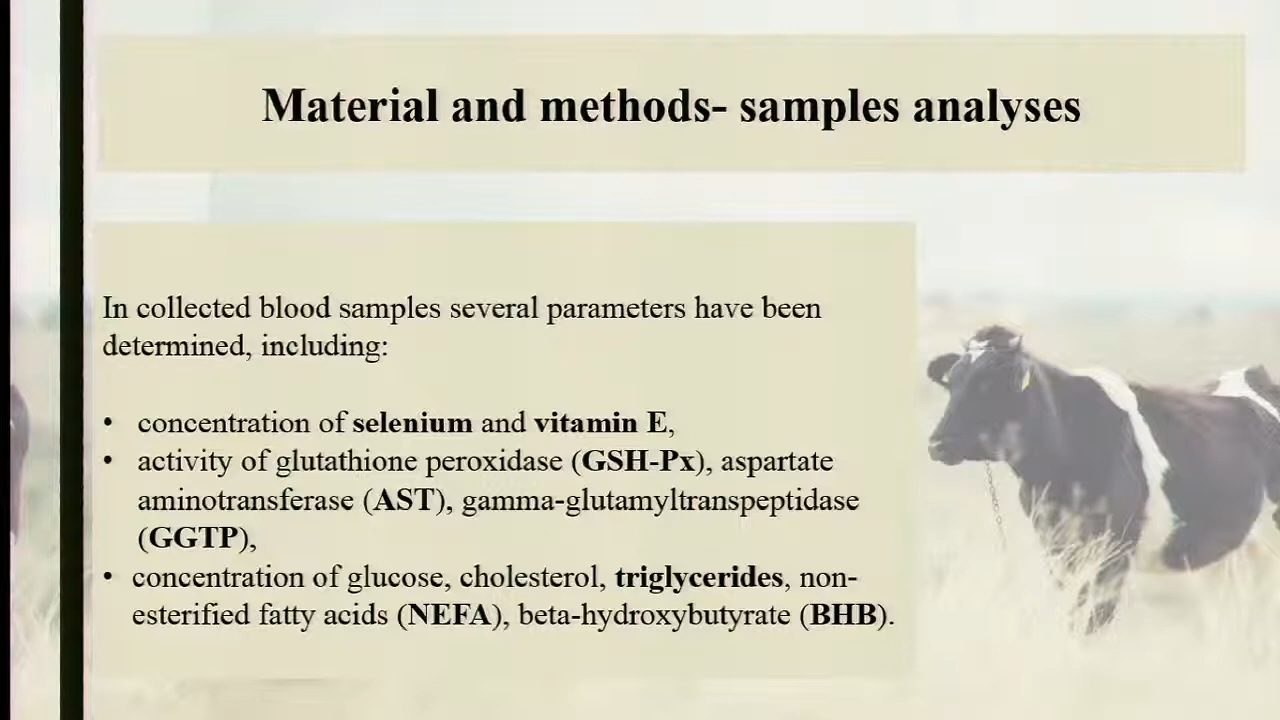 Material and methods- samples analyses
In collected blood samples several parameters have been
determined, including:
• concentration of selenium and vitamin E,
• activity of glutathione peroxidase (GSH-Px), aspartate
aminotransferase (AST), gamma-glutamyltranspeptidase
(GGTP),
• concentration of glucose, cholesterol, triglycerides, non-
esterified fatty acids (NEFA), beta-hydroxybutyrate (BHB).